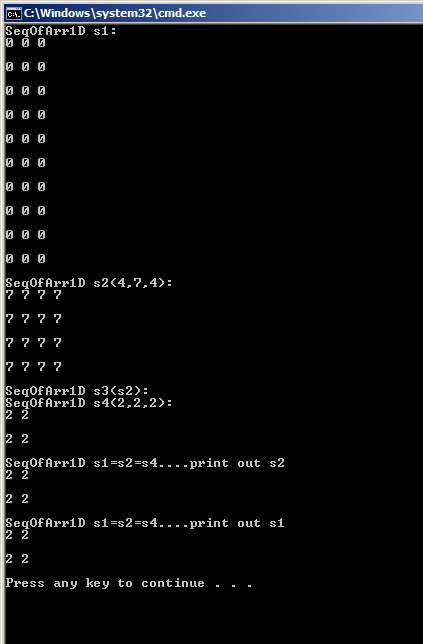 C:\Windows\system32\cmd.exe
SeqOfArr1D s1:
0 0 0
0 0 0
0 0 0
0 0 0
0 0 0
0 0 0
0 0 0
0 0 0
0 0 0
0 0 0
SeqOfArr1D s2(4,7,4):
7 7 7 7
7 7 7 7
7 7 7 7
7 7 7 7
SeqOfArr1D s3(s2):
SeqOfArr1D s4(2,2,2):
2 2
2 2
SeqOfArr1D s1=s2=s4....print out s2
2 2
2 2
SeqOfArr1D s1=s2=s4....print out s1
2 2
2 2
Press any key to continue . . .